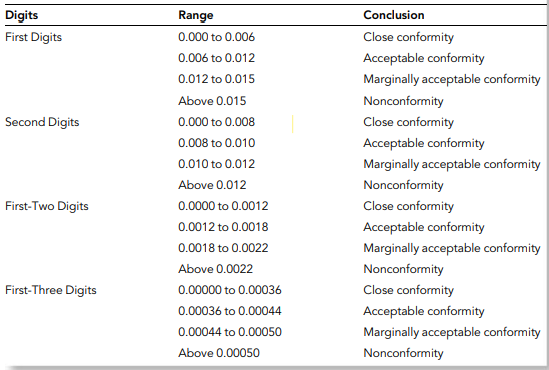 Digits Range Conclusion
First Digits 0.000 to 0.006 Close conformity
0.006 to 0.012 Acceptable conformity
0.012 to 0.015 Marginally acceptable conformity
Above 0.015 Nonconformity
Second Digits 0.000 to 0.008 Close conformity
0.008 to 0.010 Acceptable conformity
0.010 to 0.012 Marginally acceptable conformity
Above 0.012 Nonconformity
First-Two Digits 0.0000 to 0.0012 Close conformity
0.0012 to 0.0018 Acceptable conformity
0.0018 to 0.0022 Marginally acceptable conformity
Above 0.0022 Nonconformity
First-Three Digits 0.00000 to 0.00036 Close conformity
0.00036 to 0.00044 Acceptable conformity
0.00044 to 0.00050 Marginally acceptable conformity
Above 0.00050 Nonconformity